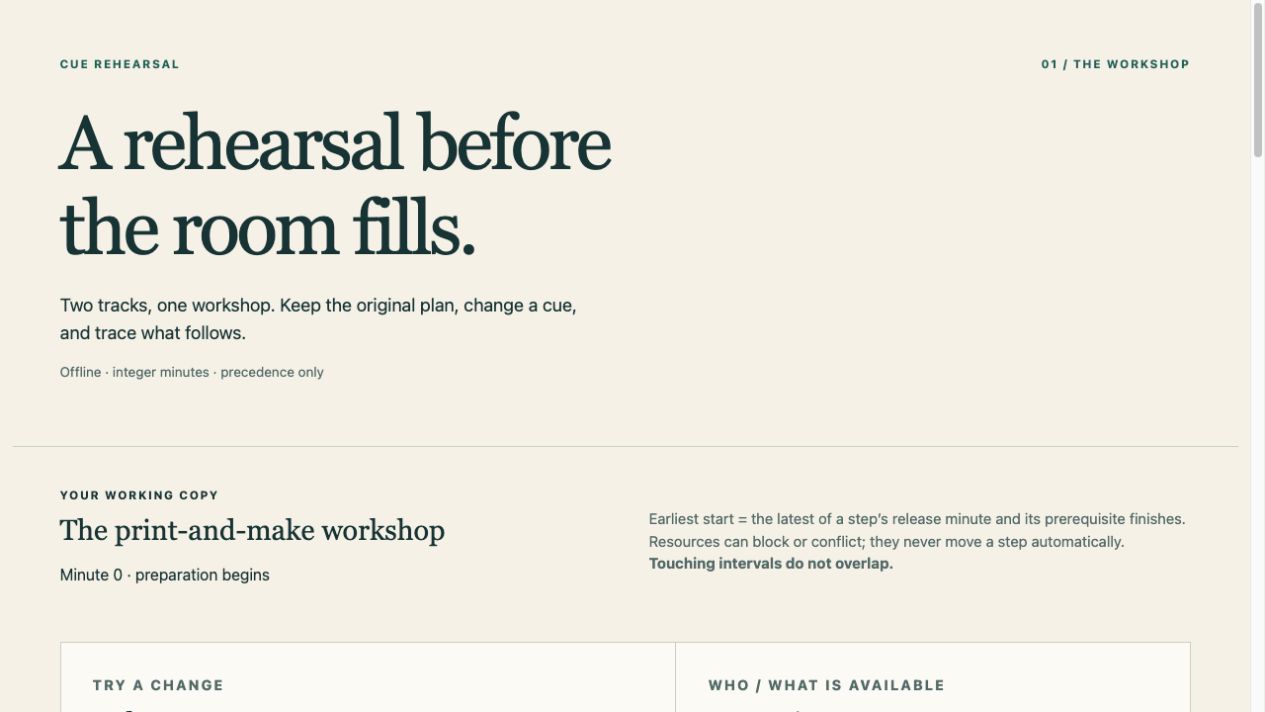 CUE REHEARSAL
01 / THE WORKSHOP
A rehearsal before
the room fills.
Two tracks, one workshop. Keep the original plan, change a cue,
and trace what follows.
Offline · integer minutes · precedence only
YOUR WORKING COPY
The print-and-make workshop
Minute 0 · preparation begins
Earliest start = the latest of a step’s release minute and its prerequisite finishes.
Resources can block or conflict; they never move a step automatically.
Touching intervals do not overlap.
TRY A CHANGE
WHO / WHAT IS AVAILABLE